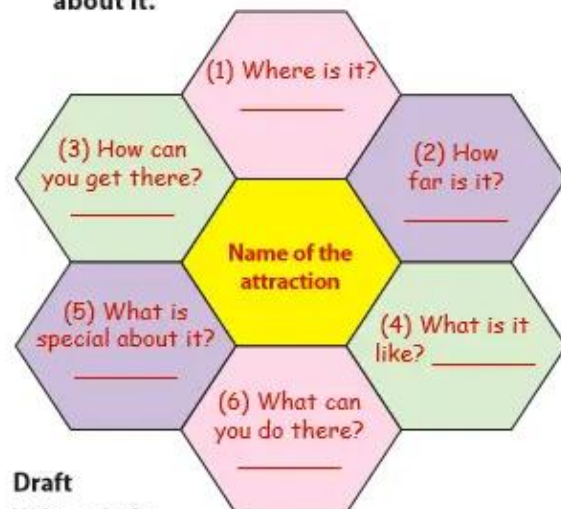 about it.
(1) Where is it?
(2) How
far is it?
(3) How can
you get there?
Name of the
attraction
(4) What is it
like?
(5) What is
special about it?
(6) What can
you do there?
Draft